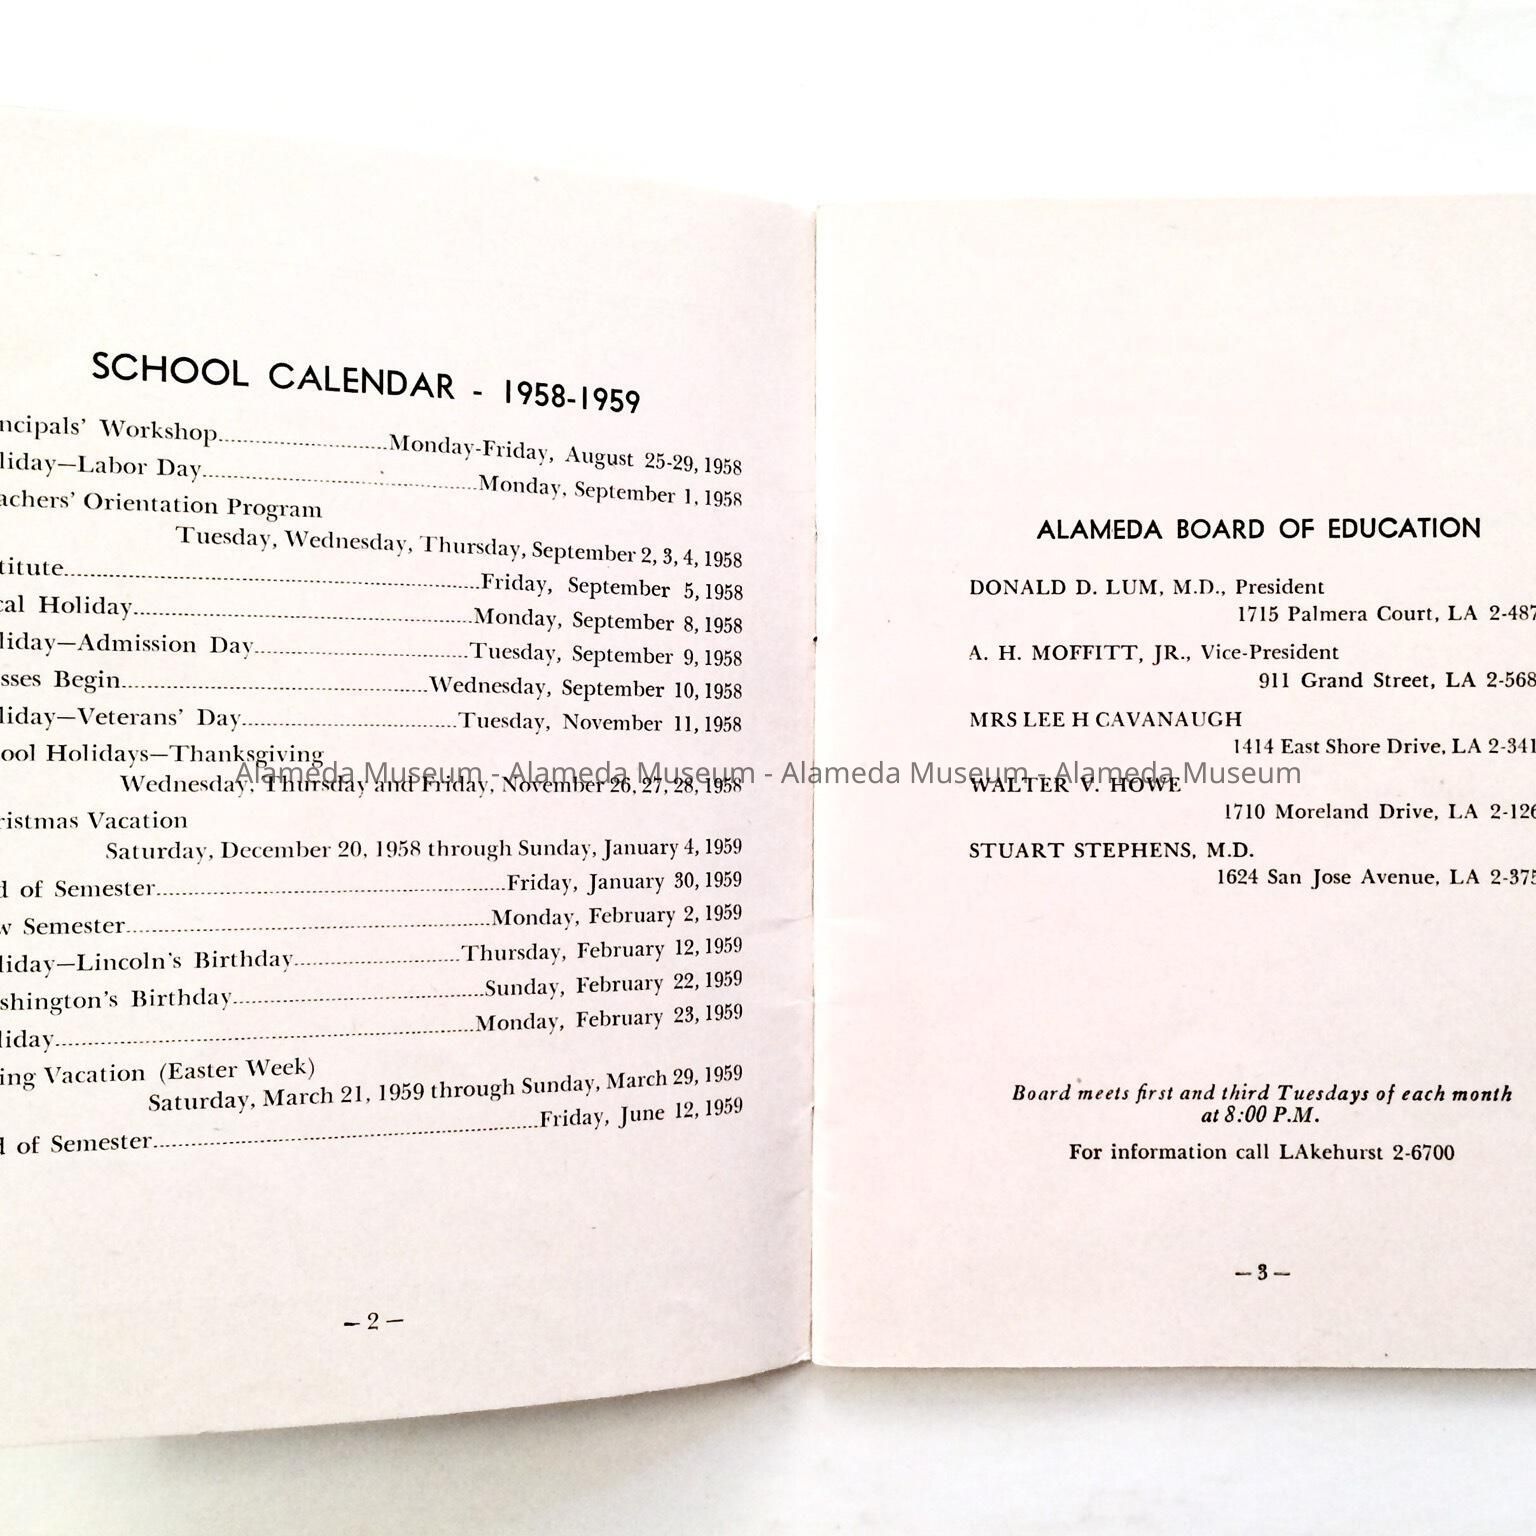 SCHOOL CALENDAR - 1958-1959
ncipals' Workshop Monday-Friday, August 25-29, 1958
liday—Labor Day Monday, September 1, 1958
achers' Orientation Program
Tuesday, Wednesday, Thursday, September 2, 3, 4, 1958
titute Friday, September 5, 1958
cal Holiday Monday, September 8, 1958
liday—Admission Day Tuesday, September 9, 1958
sses Begin Wednesday, September 10, 1958
liday—Veterans' Day Tuesday, November 11, 1958
ool Holidays—Thanksgiving
Wednesday, Thursday and Friday, November 26, 27, 28, 1958
ristmas Vacation
Saturday, December 20, 1958 through Sunday, January 4, 1959
d of Semester Friday, January 30, 1959
w Semester Monday, February 2, 1959
liday—Lincoln's Birthday Thursday, February 12, 1959
shington's Birthday Sunday, February 22, 1959
liday Monday, February 23, 1959
ing Vacation (Easter Week)
Saturday, March 21, 1959 through Sunday, March 29, 1959
d of Semester Friday, June 12, 1959
— 2 —
ALAMEDA BOARD OF EDUCATION
DONALD D. LUM, M.D., President
1715 Palmera Court, LA 2-487
A. H. MOFFITT, JR., Vice-President
911 Grand Street, LA 2-568
MRS LEE H CAVANAUGH
1414 East Shore Drive, LA 2-341
WALTER V. HOWE
1710 Moreland Drive, LA 2-126
STUART STEPHENS, M.D.
1624 San Jose Avenue, LA 2-375
Board meets first and third Tuesdays of each month
at 8:00 P.M.
For information call LAkehurst 2-6700
— 3 —
Alameda Museum - Alameda Museum - Alameda Museum - Alameda Museum